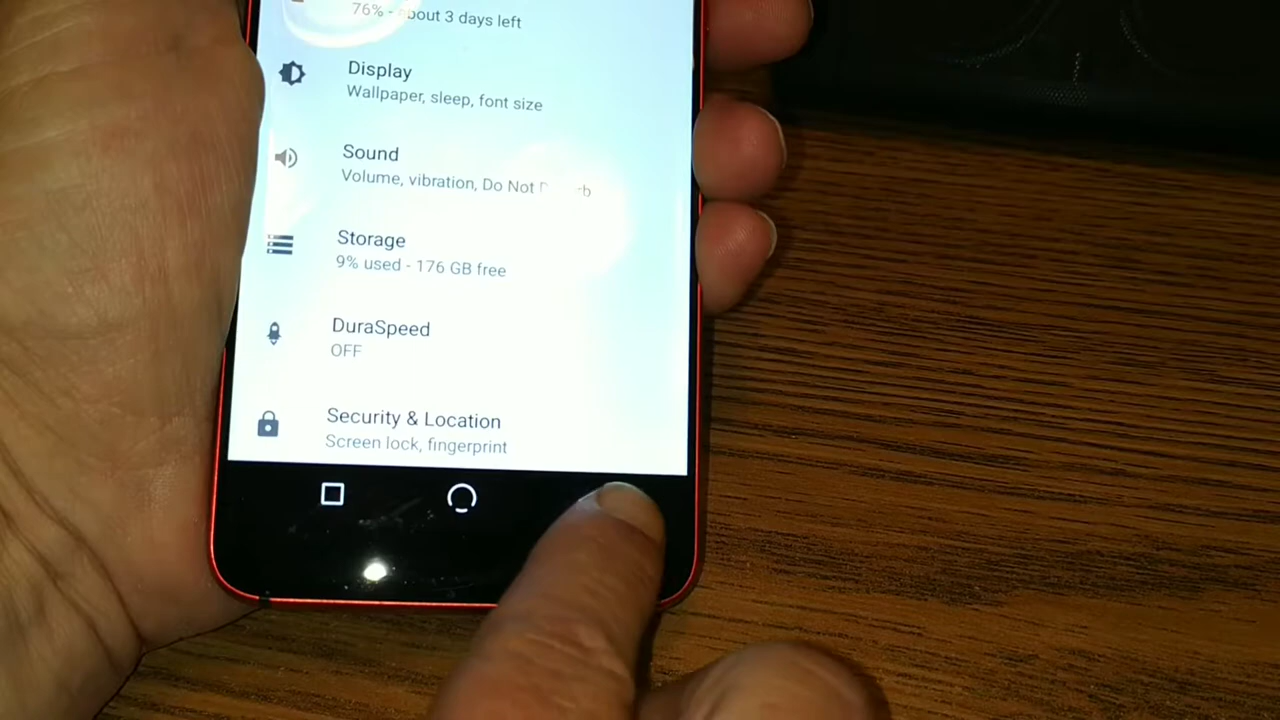 76% - about 3 days left
Display
Wallpaper, sleep, font size
Sound
Volume, vibration, Do Not
Storage
9% used - 176 GB free
DuraSpeed
OFF
Security & Location
Screen lock, fingerprint